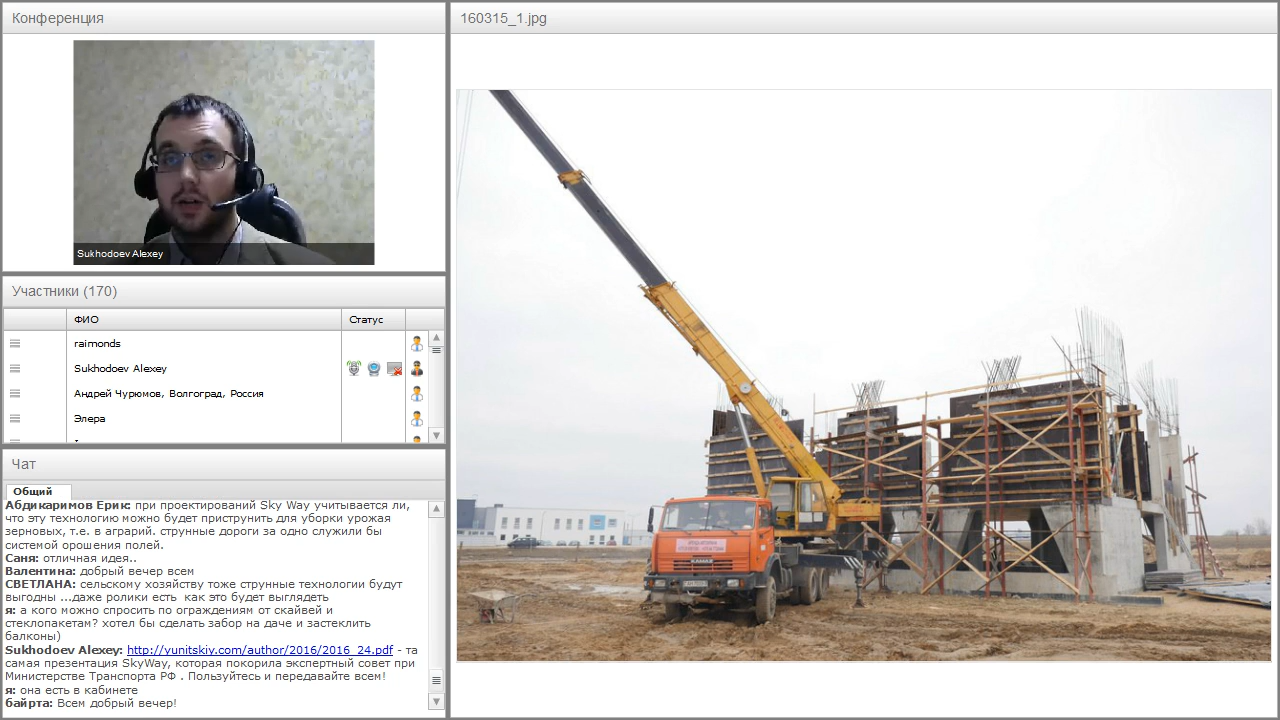 Конференция
Sukhodoev Alexey
Участники (170)
ФИО
Статус
raimonds
Sukhodoev Alexey
Андрей Чурюмов, Волгоград, Россия
Элера
Чат
Общий
Абдикаримов Ерик: при проектирований Sky Way учитывается ли,
что эту технологию можно будет приструнить для уборки урожая
зерновых, т.е. в аграрий. струнные дороги за одно служили бы
системой орошения полей.
Соня: отличная идея..
Валентина: добрый вечер всем
СВЕТЛАНА: сельскому хозяйству тоже струнные технологии будут
выгодны ...даже ролики есть как это будет выглядеть
я: а кого можно спросить по ограждениям от скайвей и
стеклопакетам? хотел бы сделать забор на даче и застеклить
балконы)
Sukhodoev Alexey: http://yunitskiy.com/author/2016/2016_24.pdf - та
самая презентация SkyWay, которая покорила экспертный совет при
Министерстве Транспорта РФ . Пользуйтесь и передавайте всем!
я: она есть в кабинете
байрта: Всем добрый вечер!
160315_1.jpg